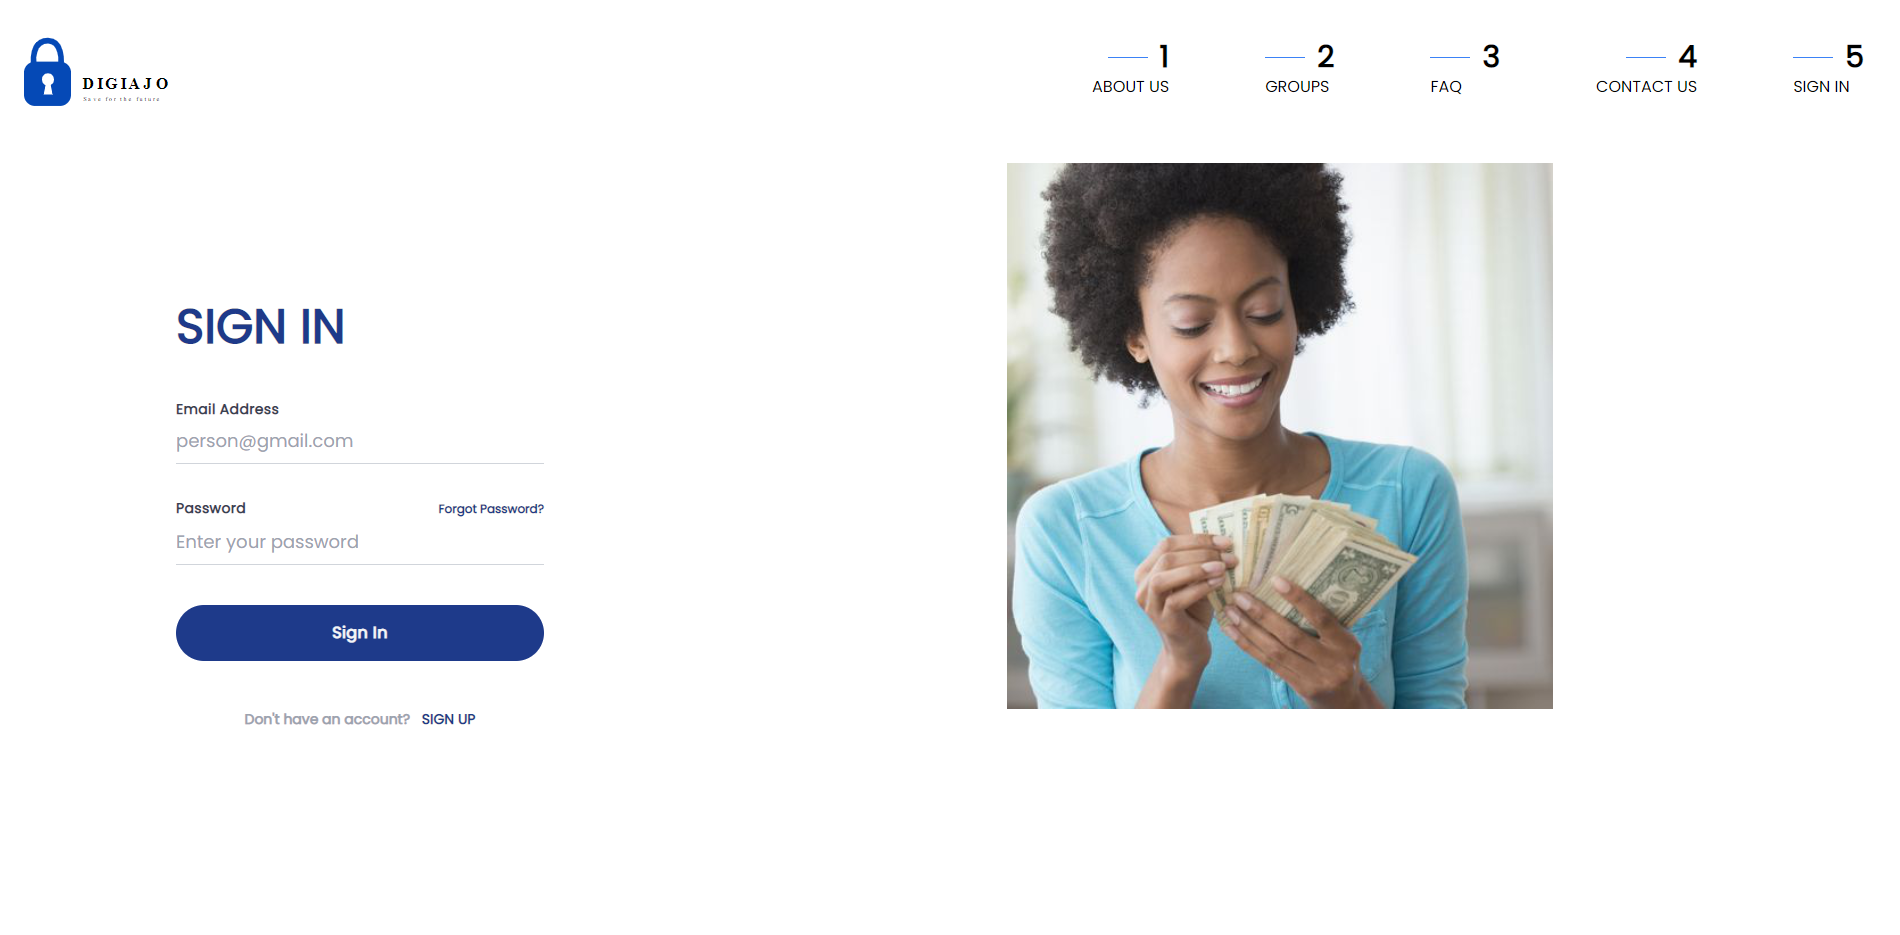 DIGIAJO
Save for the future
1
ABOUT US
2
GROUPS
3
FAQ
4
CONTACT US
5
SIGN IN
SIGN IN
Email Address
person@gmail.com
Password
Forgot Password?
Enter your password
Sign In
Don't have an account? SIGN UP